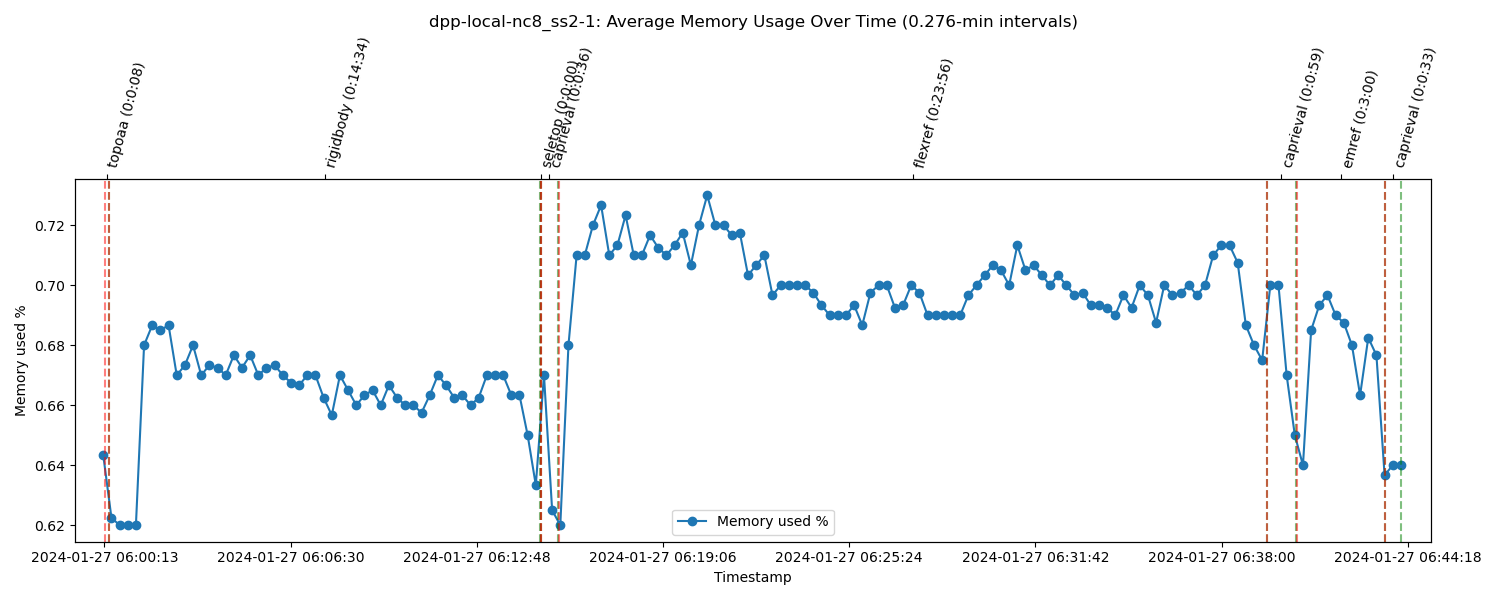 dpp-local-nc8_ss2-1: Average Memory Usage Over Time (0.276-min intervals)
topoaa (0:0:08)
rigidbody (0:14:34)
seletop (0:0:00)
caprieval (0:0:36)
flexref (0:23:56)
caprieval (0:0:59)
emref (0:3:00)
caprieval (0:0:33)
Memory used %
0.72
0.70
0.68
0.66
0.64
0.62
Memory used %
2024-01-27 06:00:13
2024-01-27 06:06:30
2024-01-27 06:12:48
2024-01-27 06:19:06
2024-01-27 06:25:24
2024-01-27 06:31:42
2024-01-27 06:38:00
2024-01-27 06:44:18
Timestamp